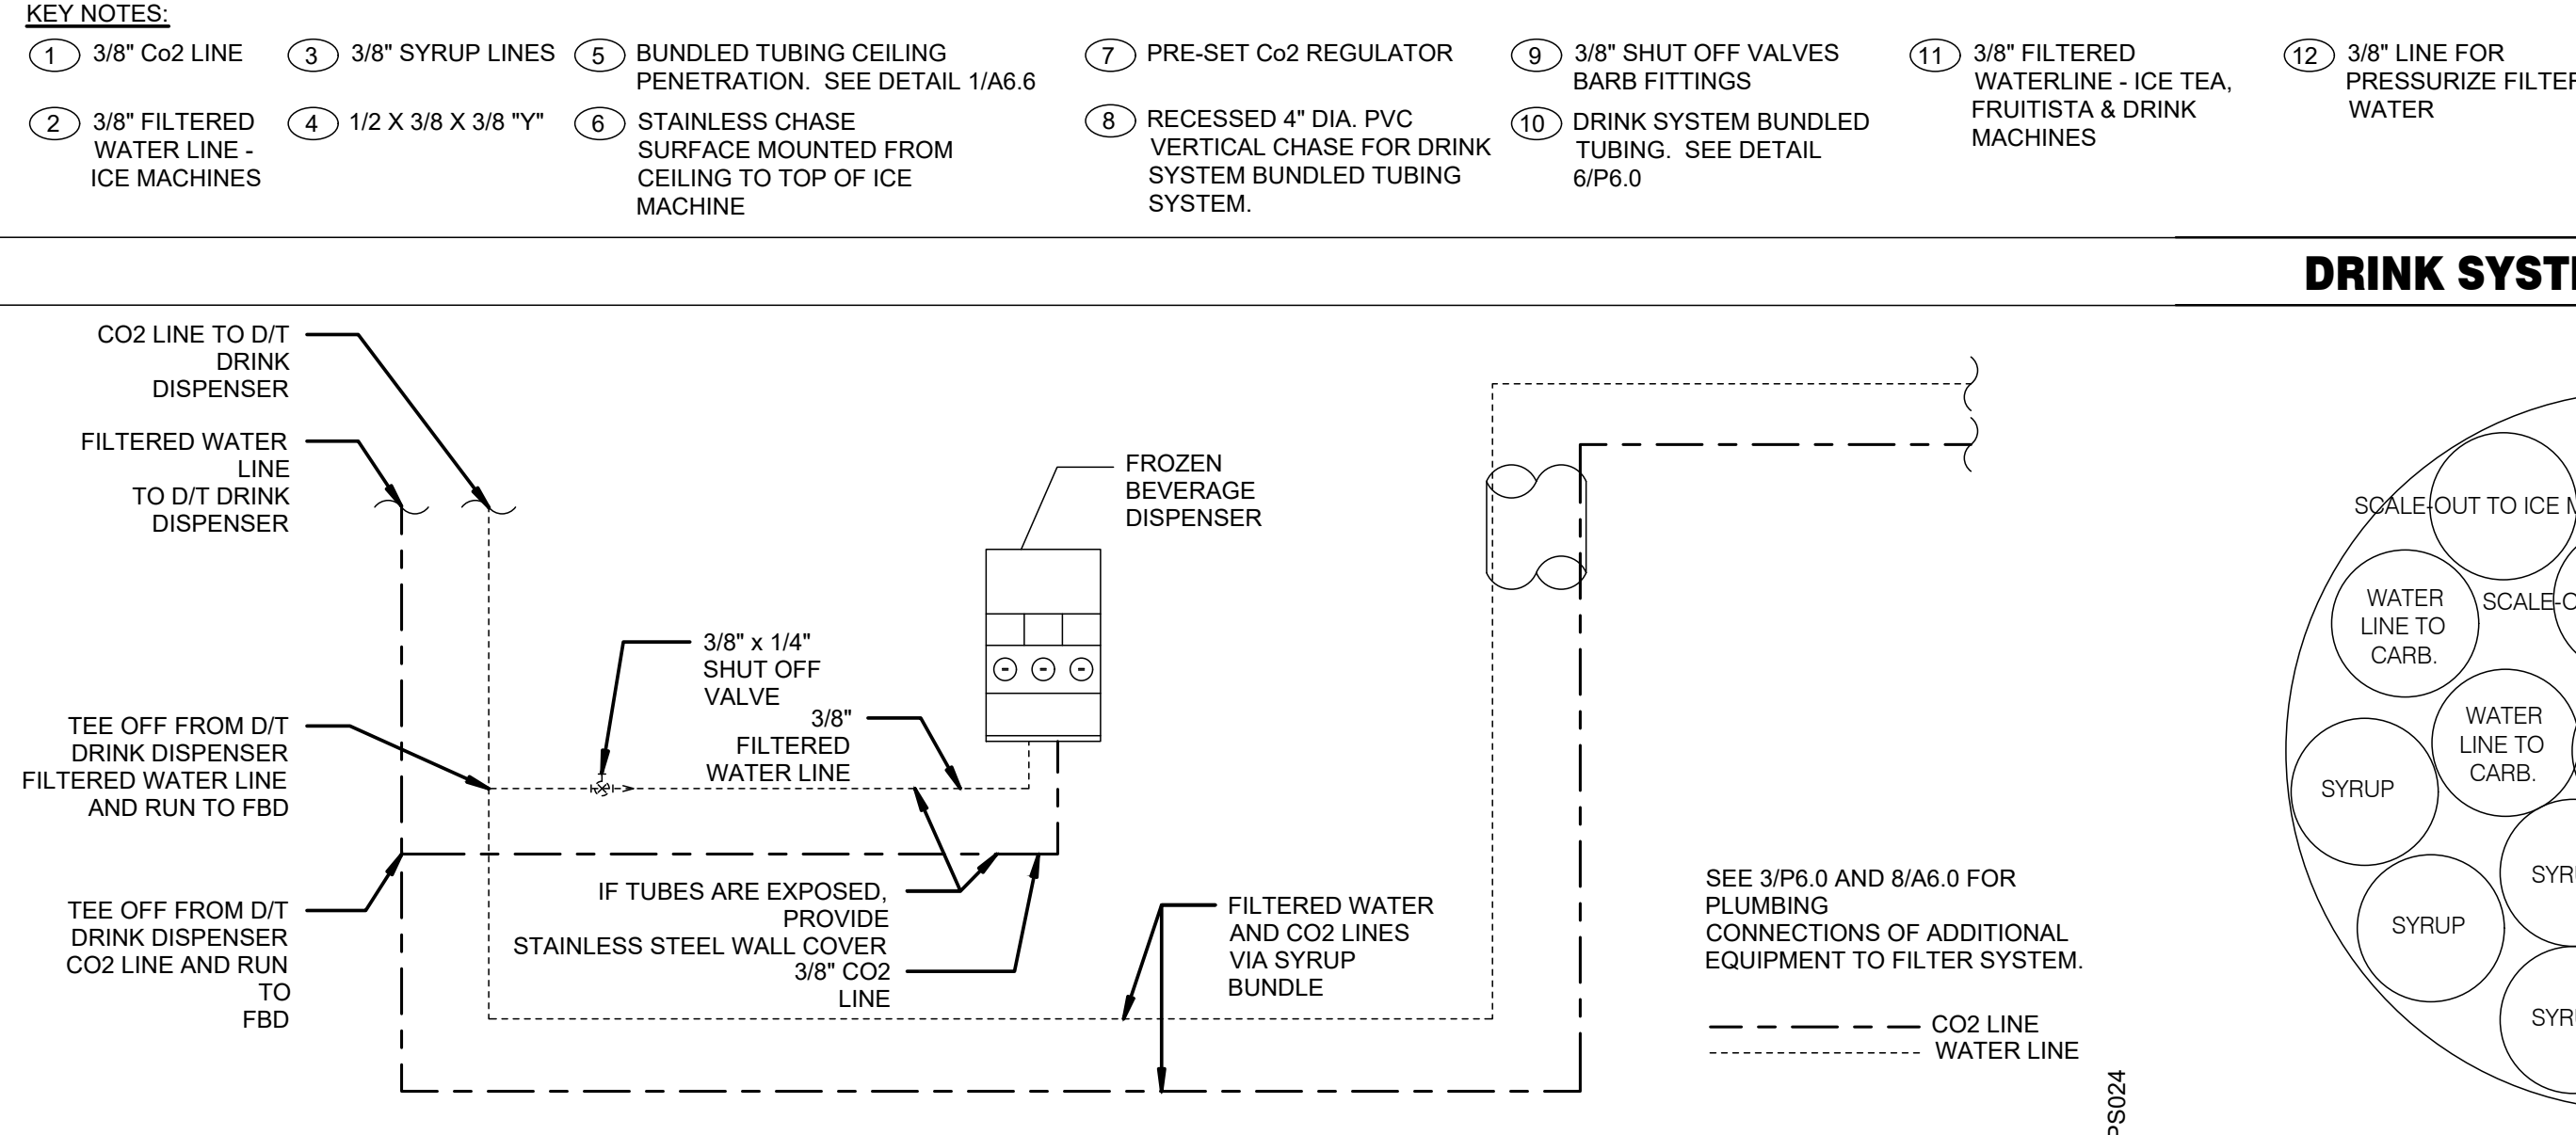 KEY NOTES:
1 3/8" Co2 LINE
2 3/8" FILTERED
WATER LINE -
ICE MACHINES
3 3/8" SYRUP LINES
4 1/2 X 3/8 X 3/8 "Y"
5 BUNDLED TUBING CEILING
PENETRATION. SEE DETAIL 1/A6.6
6 STAINLESS CHASE
SURFACE MOUNTED FROM
CEILING TO TOP OF ICE
MACHINE
7 PRE-SET Co2 REGULATOR
8 RECESSED 4" DIA. PVC
VERTICAL CHASE FOR DRINK
SYSTEM BUNDLED TUBING
SYSTEM.
9 3/8" SHUT OFF VALVES
BARB FITTINGS
10 DRINK SYSTEM BUNDLED
TUBING. SEE DETAIL
6/P6.0
11 3/8" FILTERED
WATERLINE - ICE TEA,
FRUITISTA & DRINK
MACHINES
12 3/8" LINE FOR
PRESSURIZE FILTER
WATER
DRINK SYSTE
CO2 LINE TO D/T
DRINK
DISPENSER
FILTERED WATER
LINE
TO D/T DRINK
DISPENSER
TEE OFF FROM D/T
DRINK DISPENSER
FILTERED WATER LINE
AND RUN TO FBD
TEE OFF FROM D/T
DRINK DISPENSER
CO2 LINE AND RUN
TO
FBD
3/8" x 1/4"
SHUT OFF
VALVE
3/8"
FILTERED
WATER LINE
IF TUBES ARE EXPOSED,
PROVIDE
STAINLESS STEEL WALL COVER
3/8" CO2
LINE
FROZEN
BEVERAGE
DISPENSER
FILTERED WATER
AND CO2 LINES
VIA SYRUP
BUNDLE
SEE 3/P6.0 AND 8/A6.0 FOR
PLUMBING
CONNECTIONS OF ADDITIONAL
EQUIPMENT TO FILTER SYSTEM.
CO2 LINE
WATER LINE
PS024
SCALE-OUT TO ICE M
WATER
LINE TO
CARB.
SCALE-O
WATER
LINE TO
CARB.
SYRUP
SYR
SYRUP
SYR